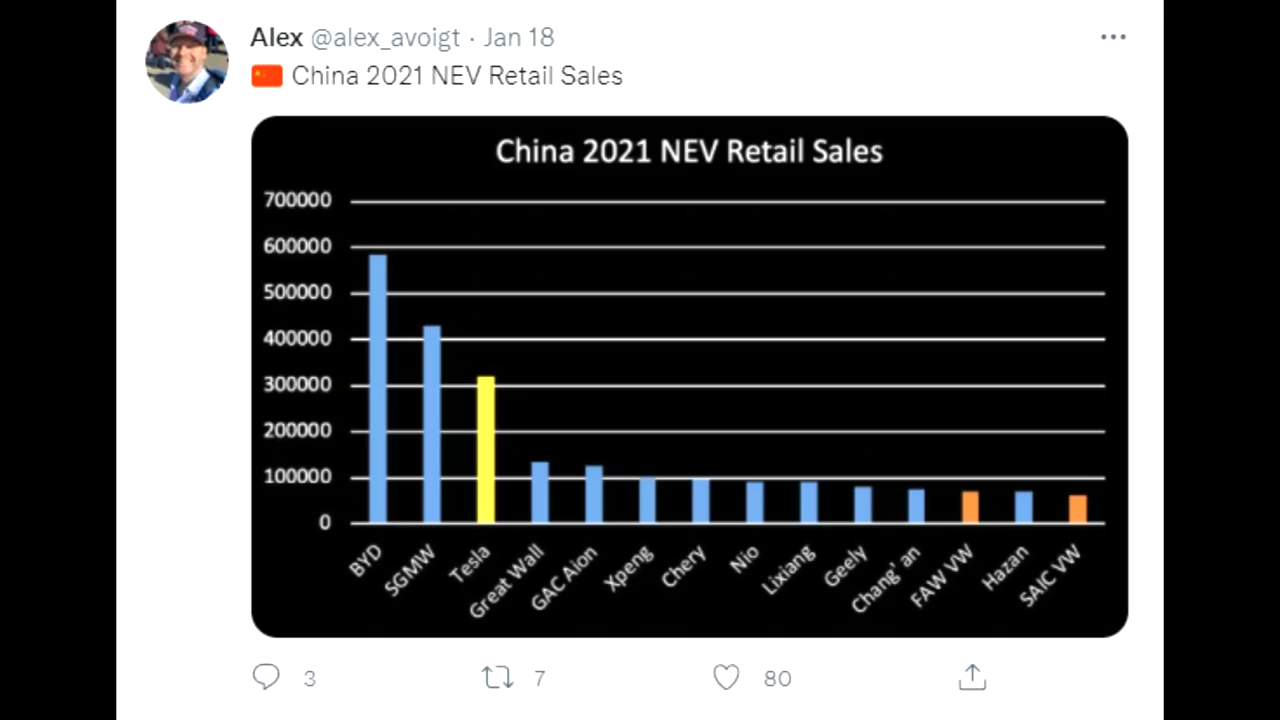 Alex @alex_avoigt · Jan 18
🇨🇳 China 2021 NEV Retail Sales
China 2021 NEV Retail Sales
700000
600000
500000
400000
300000
200000
100000
0
BYD
SGMW
Tesla
Great Wall
GAC Aion
Xpeng
Chery
Nio
Lixiang
Geely
Chang' an
FAW VW
Hazan
SAIC VW
3
7
80